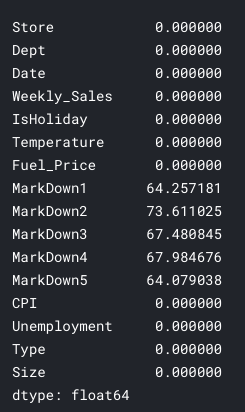 Store 0.000000
Dept 0.000000
Date 0.000000
Weekly_Sales 0.000000
IsHoliday 0.000000
Temperature 0.000000
Fuel_Price 0.000000
MarkDown1 64.257181
MarkDown2 73.611025
MarkDown3 67.480845
MarkDown4 67.984676
MarkDown5 64.079038
CPI 0.000000
Unemployment 0.000000
Type 0.000000
Size 0.000000
dtype: float64